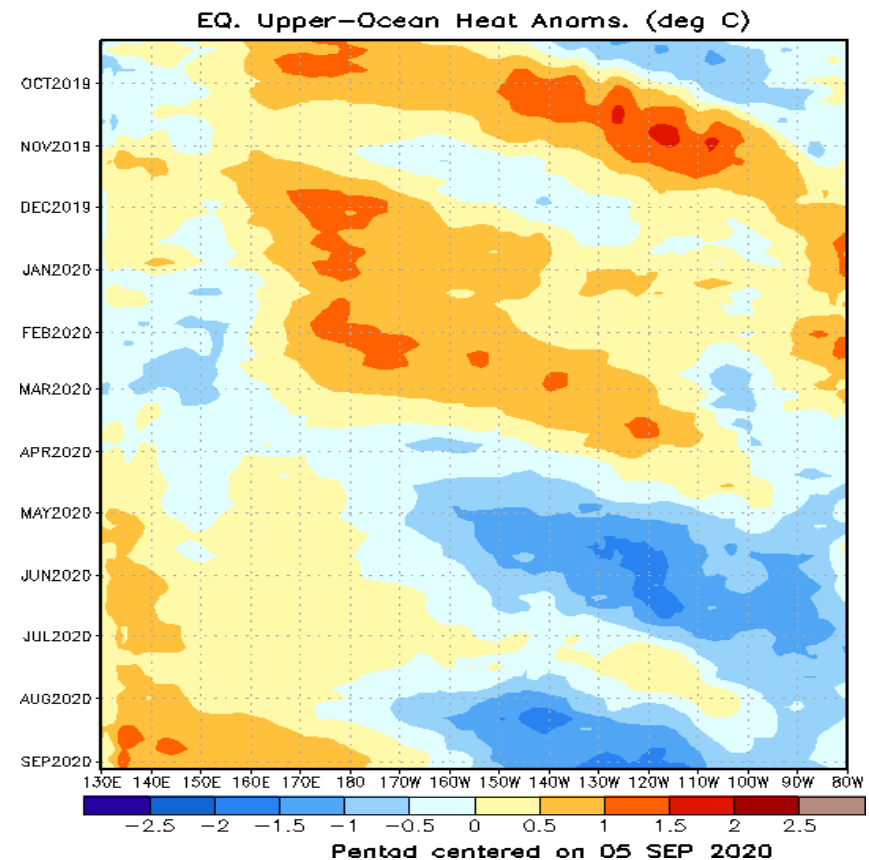 EQ. Upper-Ocean Heat Anoms. (deg C)
OCT2019
NOV2019
DEC2019
JAN2020
FEB2020
MAR2020
APR2020
MAY2020
JUN2020
JUL2020
AUG2020
SEP2020
130E 140E 150E 160E 170E 180 170W 160W 150W 140W 130W 120W 110W 100W 90W 80W
-2.5 -2 -1.5 -1 -0.5 0 0.5 1 1.5 2 2.5
Pentad centered on 05 SEP 2020